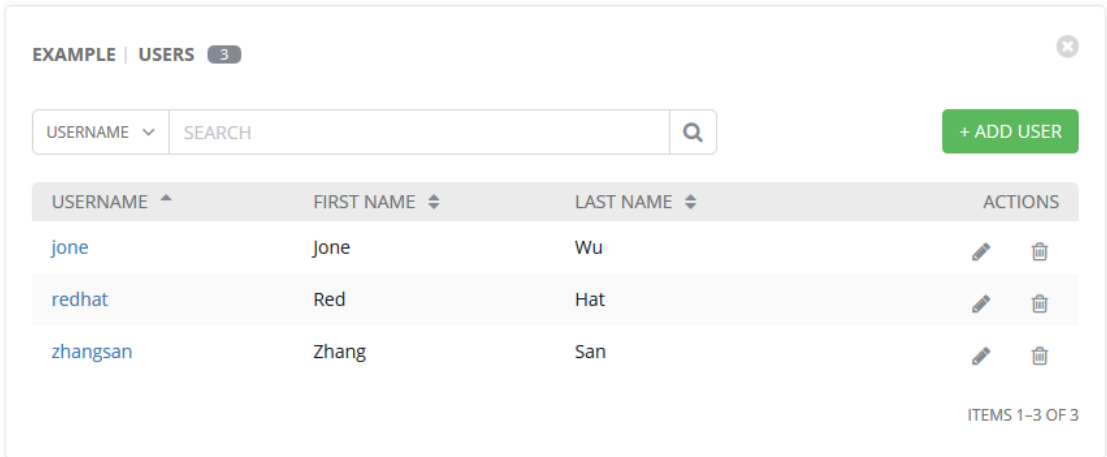 EXAMPLE | USERS 3
USERNAME SEARCH + ADD USER
USERNAME FIRST NAME LAST NAME ACTIONS
jone Jone Wu
redhat Red Hat
zhangsan Zhang San
ITEMS 1–3 OF 3